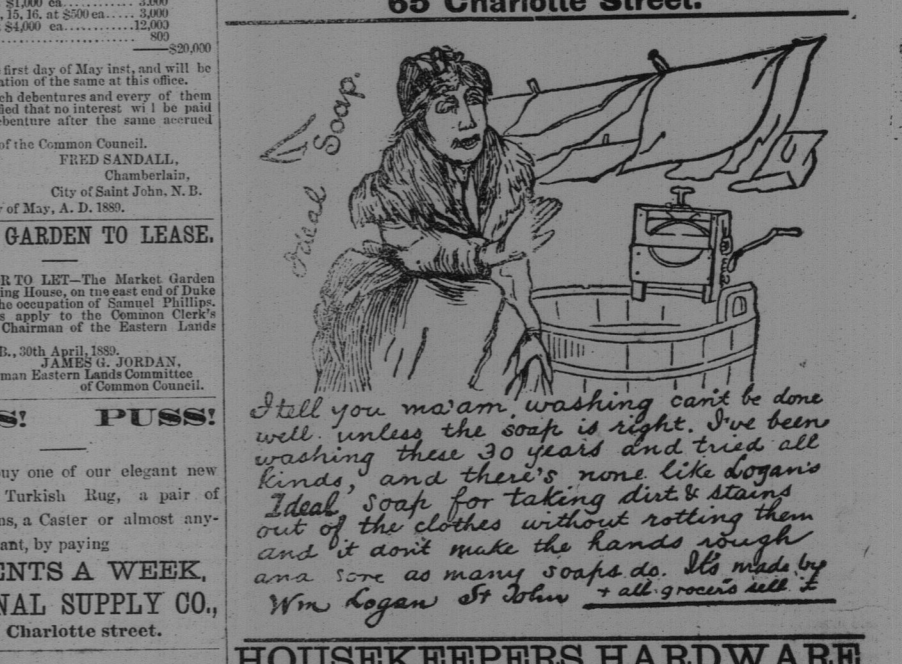 $1,000 ea........... 3.000
, 15, 16. at $500 ea..... 3,000
$4,000 ea............12,000
800
$20,000
first day of May inst, and will be
ation of the same at this office.
ch debentures and every of them
fied that no interest wi l be paid
ebenture after the same accrued
of the Common Council.
FRED SANDALL,
Chamberlain,
City of Saint John, N. B.
of May, A. D. 1889.
GARDEN TO LEASE.
R TO LET—The Market Garden
ing House, on tne east end of Duke
he occupation of Samuel Phillips.
s apply to the Common Clerk's
Chairman of the Eastern Lands
B., 30th April, 1889.
JAMES G. JORDAN,
man Eastern Lands Committee
of Common Council.
S! PUSS!
uy one of our elegant new
Turkish Rug, a pair of
ns, a Caster or almost any-
ant, by paying
ENTS A WEEK,
NAL SUPPLY CO.,
Charlotte street.
65 Charlotte Street.
Ideal Soap.
I tell you ma'am, washing can't be done
well unless the soap is right. I've been
washing these 30 years and tried all
kinds, and there's none like Logan's
Ideal Soap for taking dirt & stains
out of the clothes without rotting them
and it don't make the hands rough
and sore as many soaps do. It's made by
Wm Logan St John + all grocers sell it
HOUSEKEEPERS HARDWARE